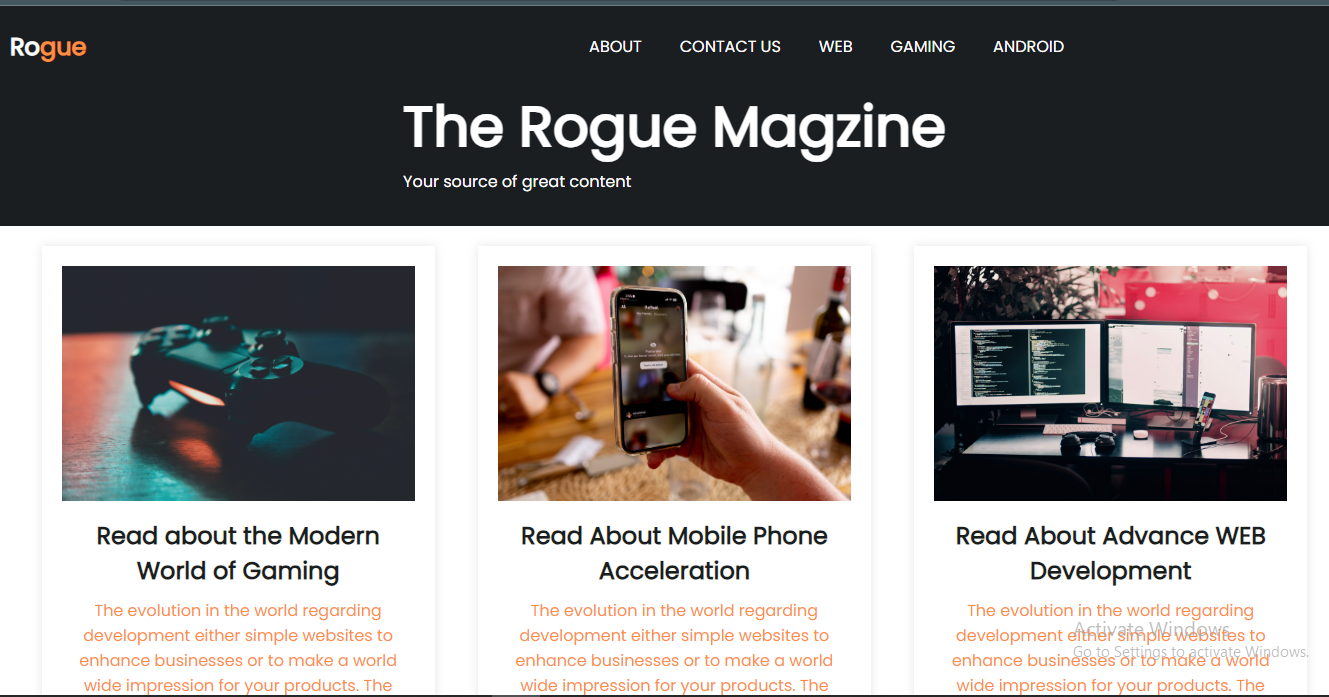 Rogue
ABOUT CONTACT US WEB GAMING ANDROID
The Rogue Magzine
Your source of great content
Read about the Modern
World of Gaming
The evolution in the world regarding
development either simple websites to
enhance businesses or to make a world
wide impression for your products. The
Read About Mobile Phone
Acceleration
The evolution in the world regarding
development either simple websites to
enhance businesses or to make a world
wide impression for your products. The
Read About Advance WEB
Development
The evolution in the world regarding
development either simple websites to
enhance businesses or to make a world
wide impression for your products. The
Activate Windows
Go to Settings to activate Windows.